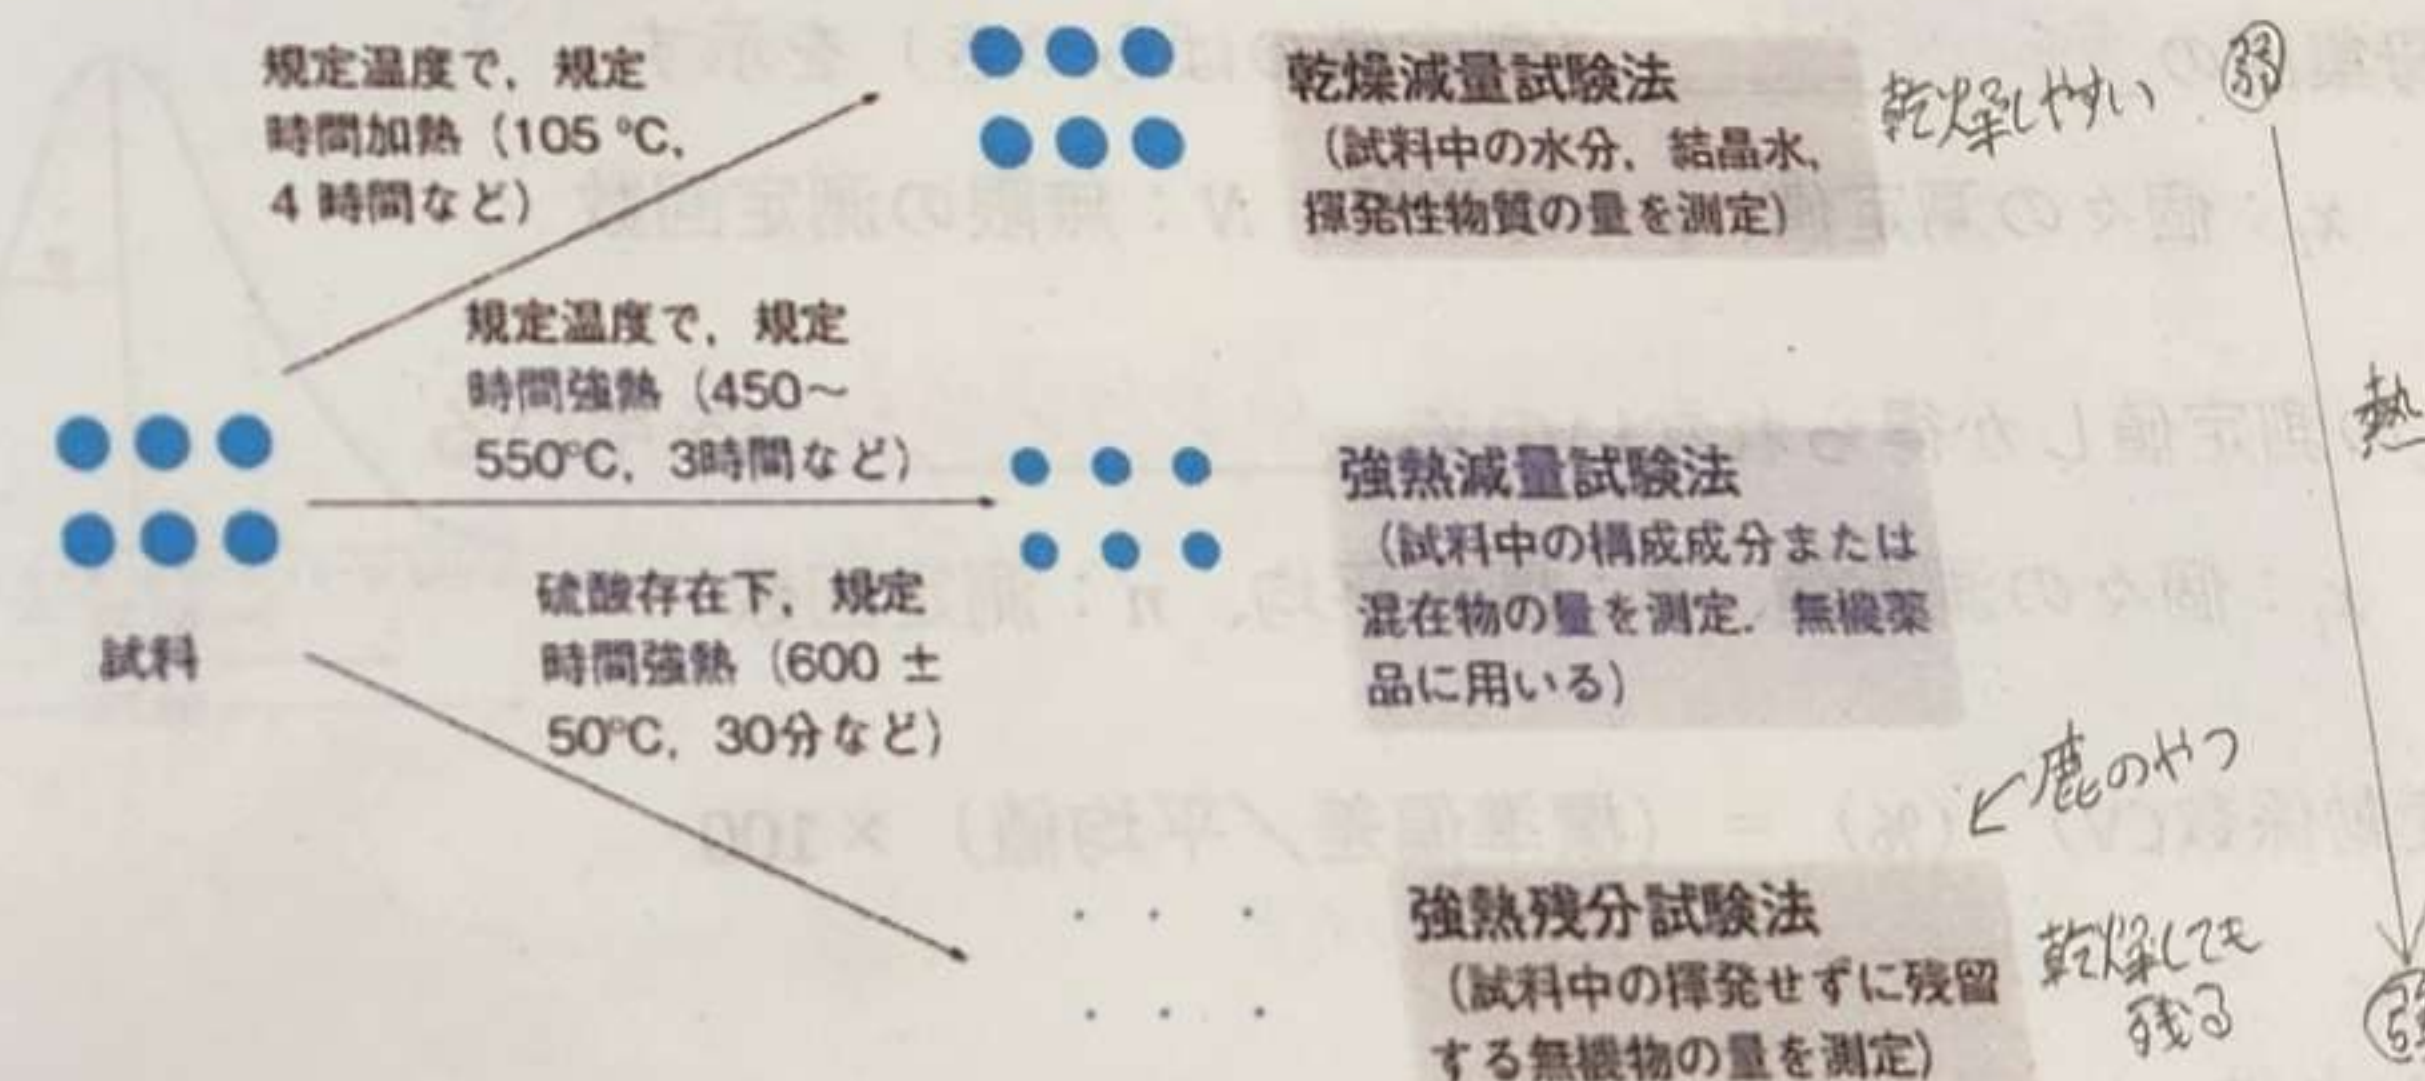 規定温度で，規定
時間加熱（105 ℃，
4 時間など）
乾燥減量試験法
（試料中の水分，結晶水，
揮発性物質の量を測定）
乾燥しやすい
弱
規定温度で，規定
時間強熱（450～
550℃，3時間など）
強熱減量試験法
（試料中の構成成分または
混在物の量を測定．無機薬
品に用いる）
熱
試料
硫酸存在下，規定
時間強熱（600 ±
50℃，30分など）
鹿のやつ
強熱残分試験法
（試料中の揮発せずに残留
する無機物の量を測定）
乾燥しても
残る
強